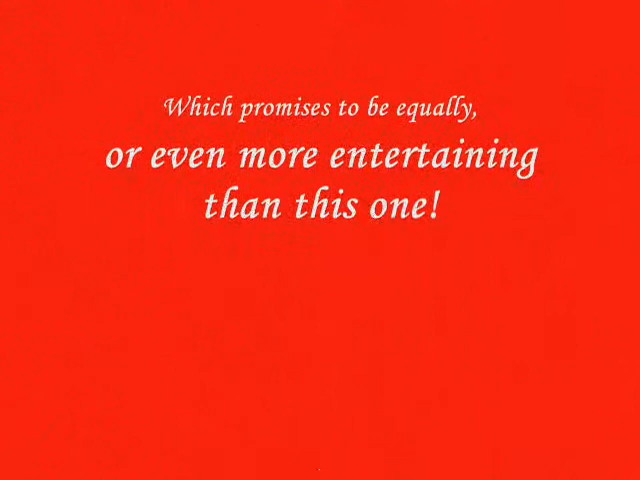 Which promises to be equally,
or even more entertaining
than this one!